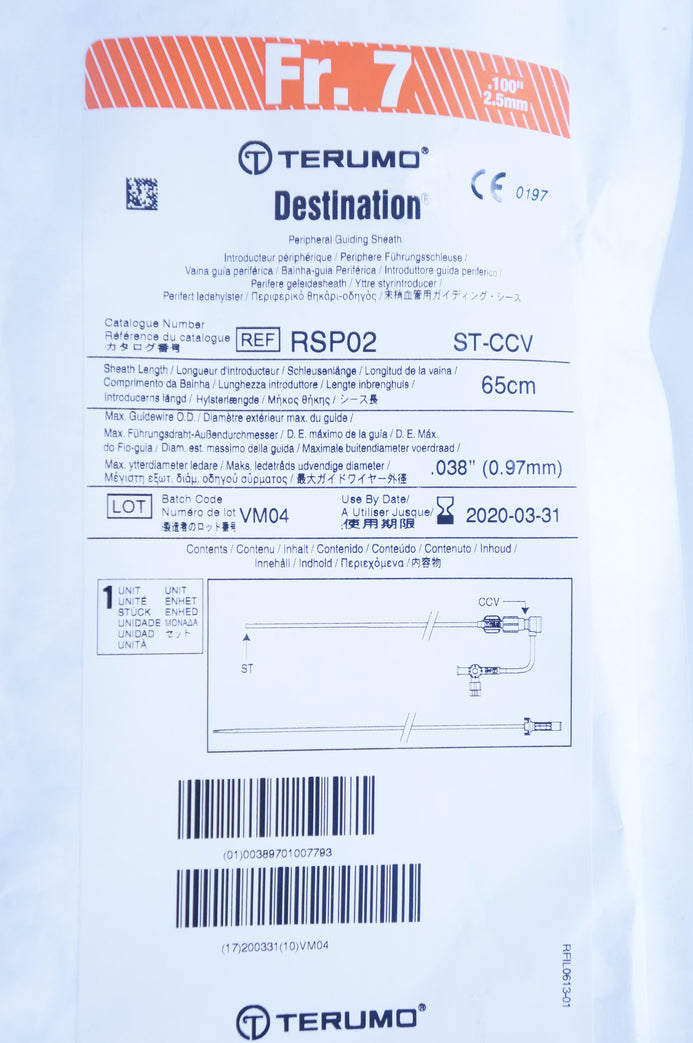 Fr. 7
.100"
2.5mm
TERUMO®
Destination®
CE 0197
Peripheral Guiding Sheath
Introducteur périphérique / Periphere Führungsschleuse /
Vaina guía periférica / Bainha-guia Periférica / Introduttore guida periferico /
Perifere geleidesheath / Yttre styrintroducer /
Perifert ledehylster / Περιφερικό θηκάρι-οδηγός / 末梢血管用ガイディング・シース
Catalogue Number
Référence du catalogue
カタログ番号
REF RSP02 ST-CCV
Sheath Length / Longueur d'introducteur / Schleusenlänge / Longitud de la vaina /
Comprimento da Bainha / Lunghezza introduttore / Lengte inbrenghuls /
Introducerns längd / Hylsterlængde / Μήκος θήκης / シース長
65cm
Max. Guidewire O.D. / Diamètre extérieur max. du guide /
Max. Führungsdraht-Außendurchmesser / D. E. máximo de la guía / D. E. Máx.
do Fio-guia / Diam. est. massimo della guida / Maximale buitendiameter voerdraad /
Max. ytterdiameter ledare / Maks. ledetråds udvendige diameter /
Μέγιστη εξωτ. διάμ. οδηγού σύρματος / 最大ガイドワイヤー外径
.038" (0.97mm)
LOT
Batch Code
Numéro de lot
製造者のロット番号
VM04
Use By Date/
A Utiliser Jusque/
使用期限
2020-03-31
Contents / Contenu / Inhalt / Contenido / Conteúdo / Contenuto / Inhoud /
Innehåll / Indhold / Περιεχόμενα / 内容物
1
UNIT UNIT
UNITÉ ENHET
STÜCK ENHED
UNIDADE ΜΟΝΑΔΑ
UNIDAD セット
UNITÀ
CCV
ST
(01)00389701007793
(17)200331(10)VM04
RFIL0613-01
TERUMO®